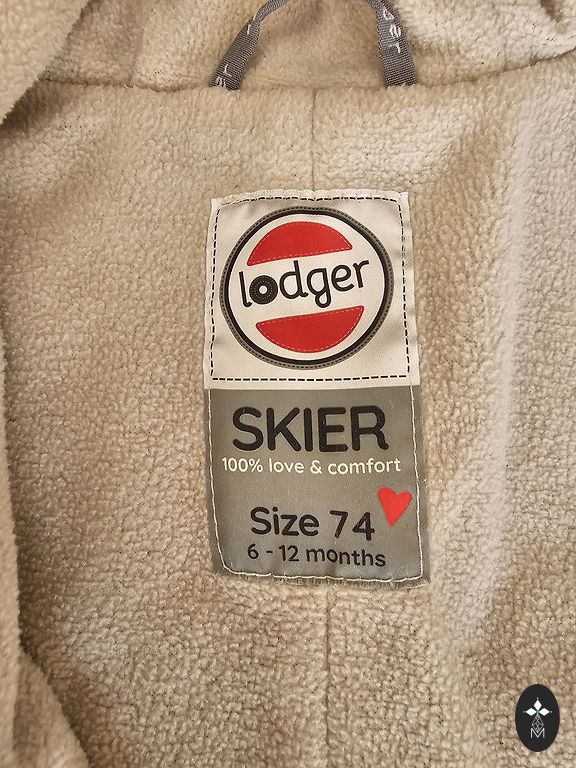 lodger
SKIER
100% love & comfort
Size 74
6 - 12 months